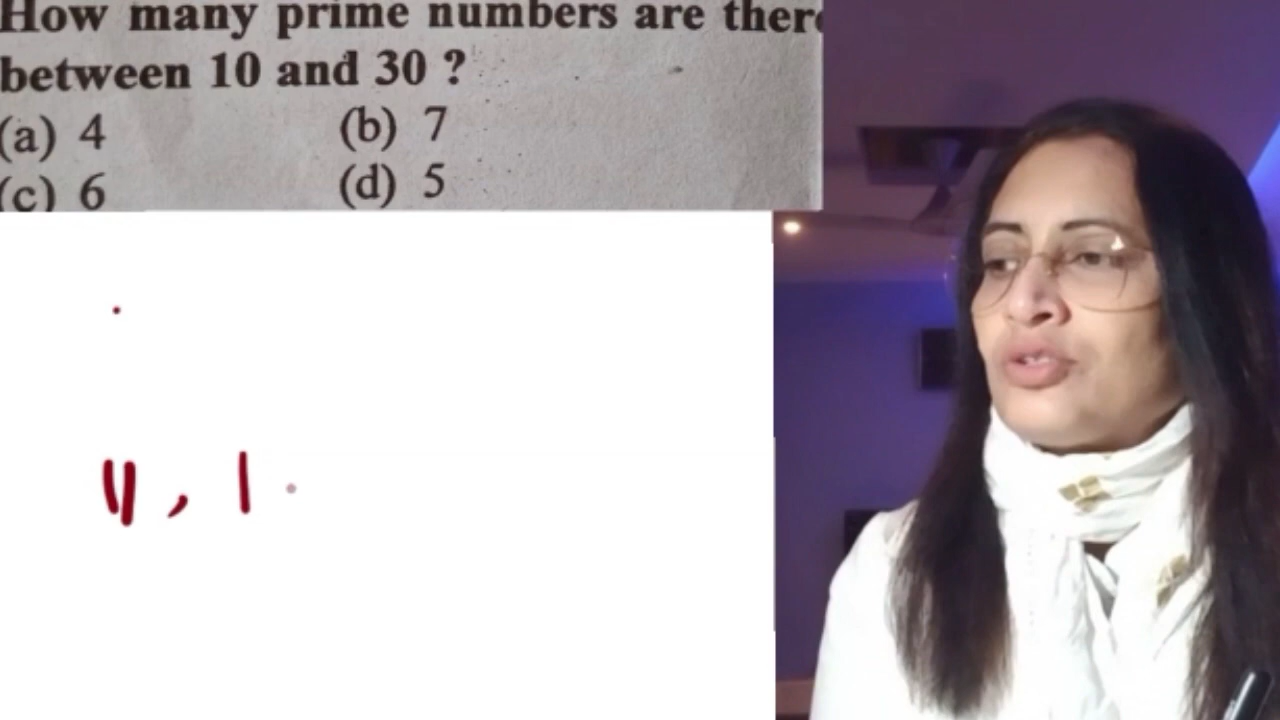 How many prime numbers are there
between 10 and 30 ?
(a) 4 (b) 7
(c) 6 (d) 5
11 , 1